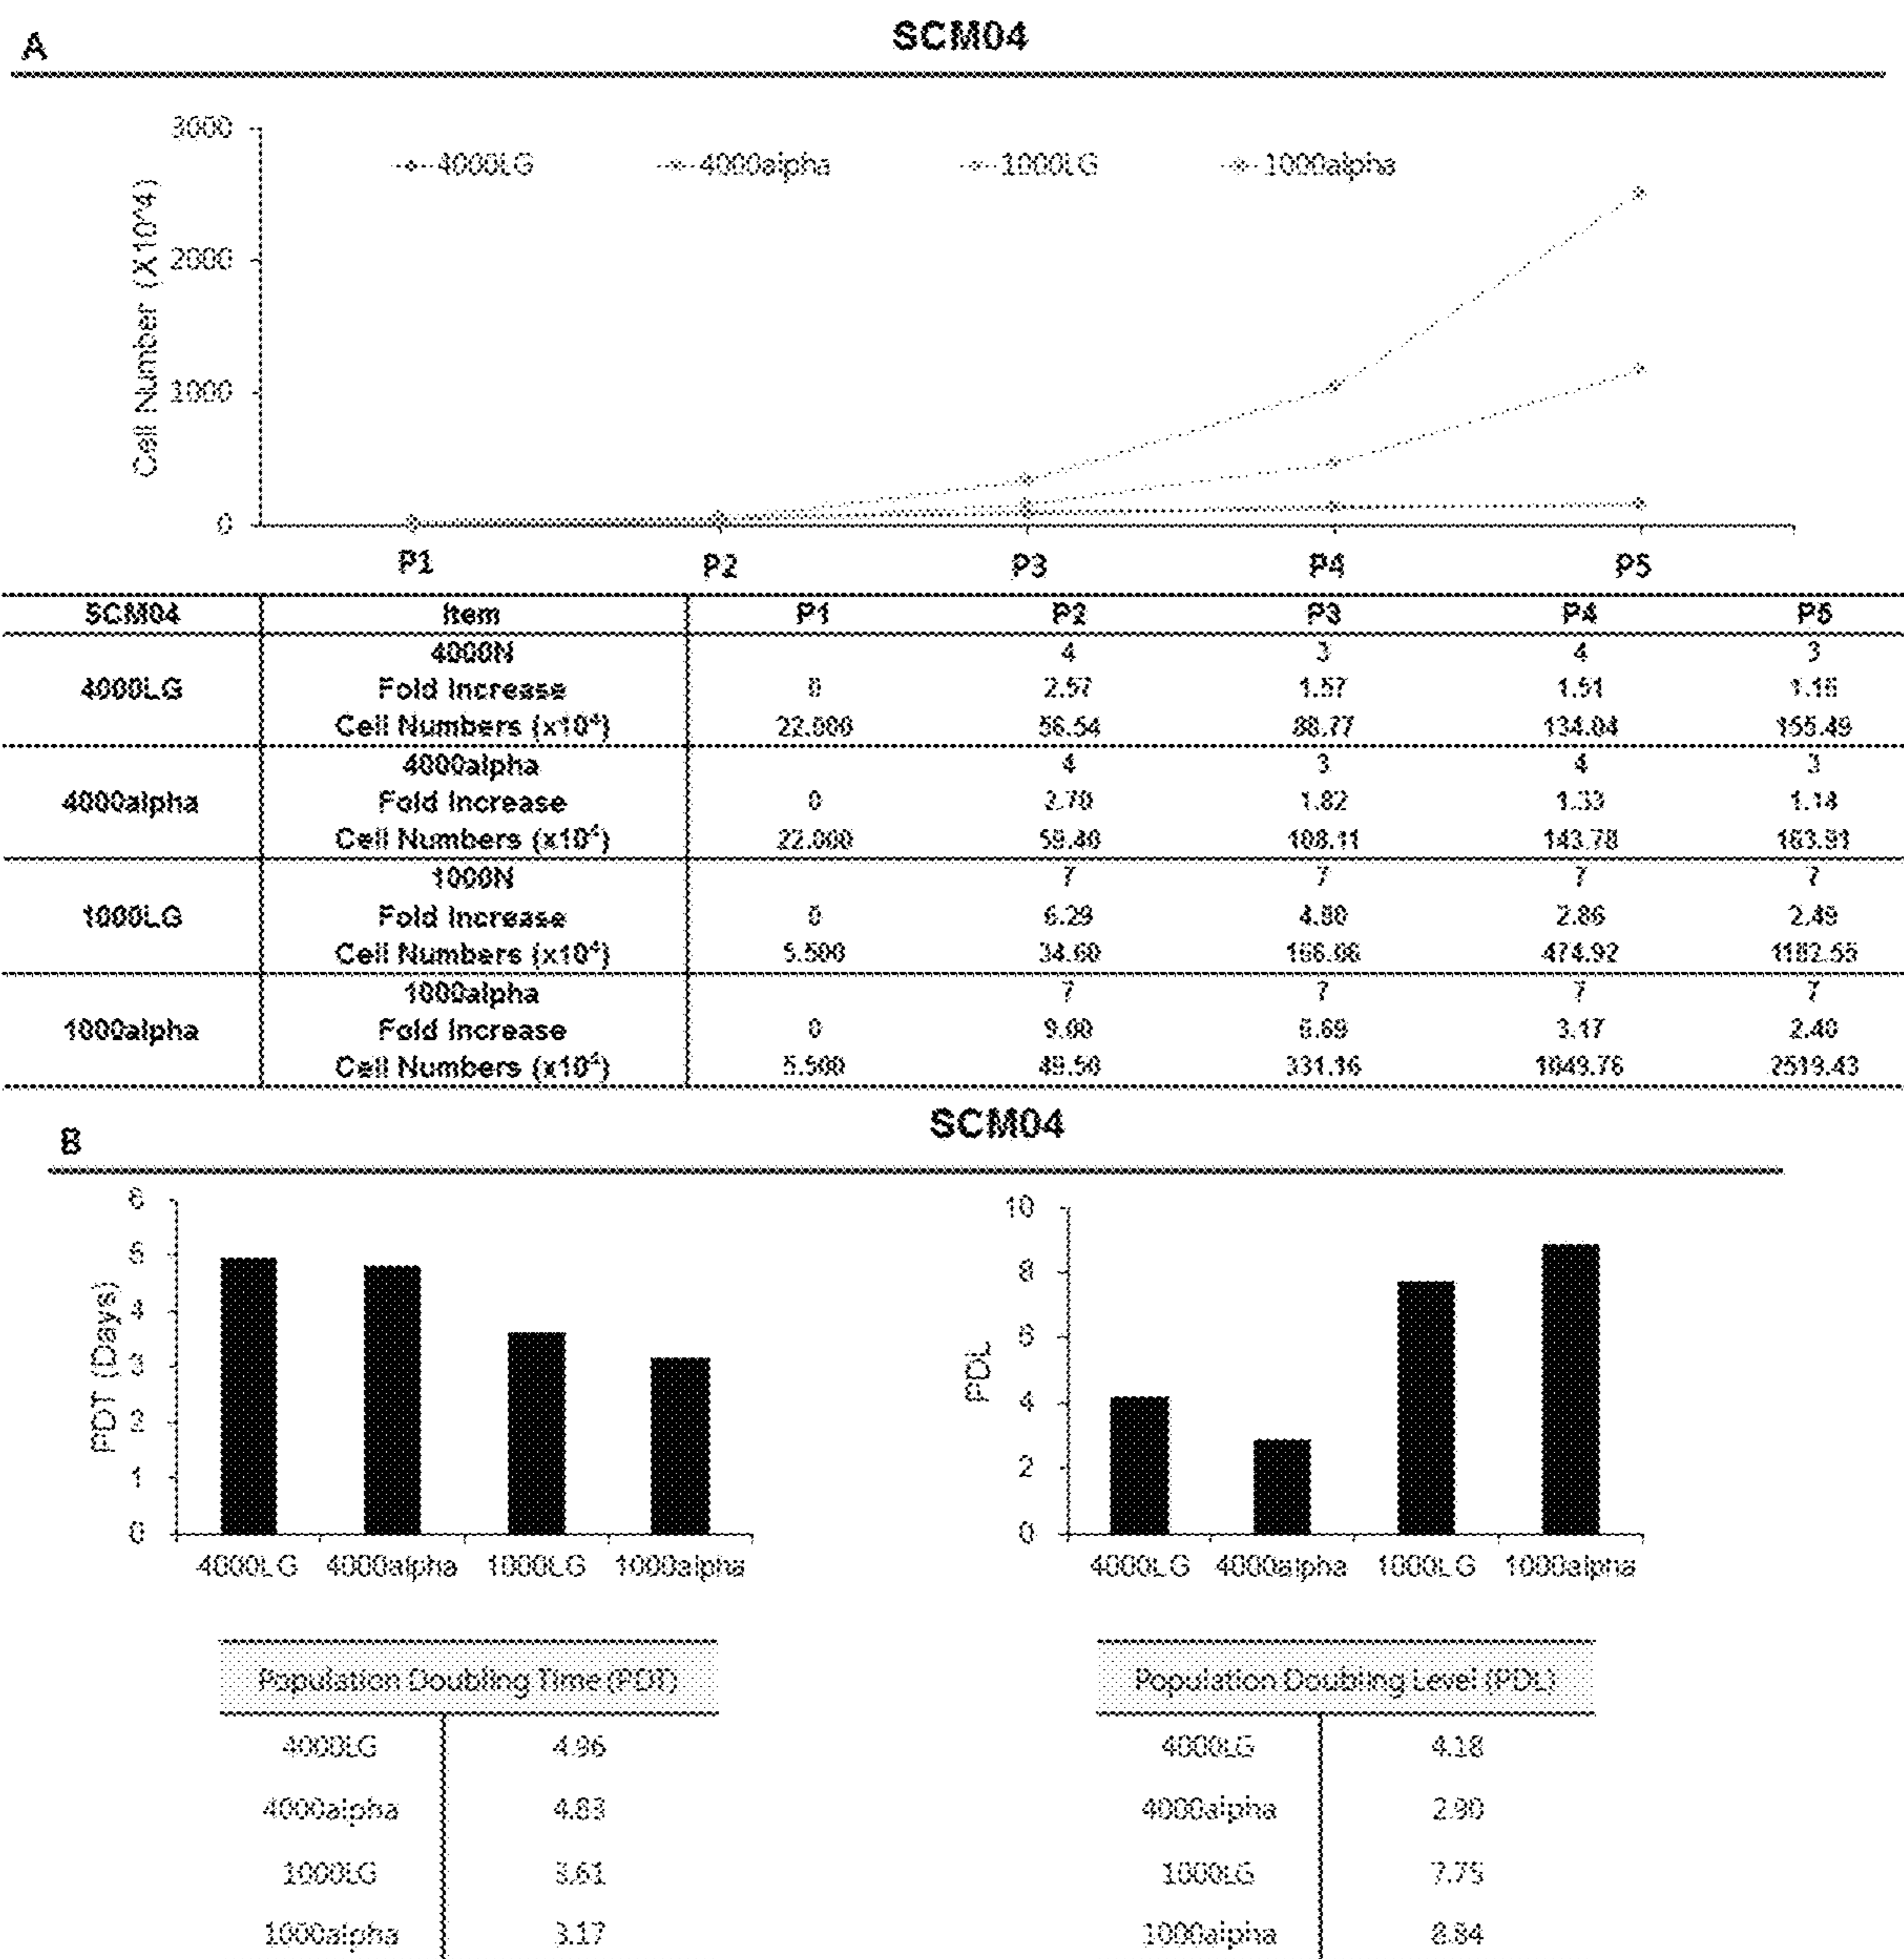 A
SCM04
3000
4000LG 4000alpha 1000LG 1000alpha
Cell Number (X10^4)
2000
1000
0
P1 P2 P3 P4 P5
SCM04 Item P1 P2 P3 P4 P5
4000N 4 3 4 3
4000LG Fold Increase 0 2.57 1.57 1.51 1.16
Cell Numbers (x10⁴) 22.000 56.54 88.77 134.04 155.49
4000alpha 4 3 4 3
4000alpha Fold Increase 0 2.70 1.82 1.33 1.14
Cell Numbers (x10⁴) 22.000 59.40 108.11 143.78 163.91
1000N 7 7 7 7
1000LG Fold Increase 0 6.29 4.80 2.86 2.49
Cell Numbers (x10⁴) 5.500 34.60 166.06 474.92 1182.55
1000alpha 7 7 7 7
1000alpha Fold Increase 0 9.00 6.69 3.17 2.40
Cell Numbers (x10⁴) 5.500 49.50 331.16 1049.76 2519.43
B
SCM04
6
5
4
3
2
1
0
PDT (Days)
4000LG 4000alpha 1000LG 1000alpha
10
8
6
4
2
0
PDL
4000LG 4000alpha 1000LG 1000alpha
Population Doubling Time (PDT)
4000LG 4.96
4000alpha 4.83
1000LG 3.61
1000alpha 3.17
Population Doubling Level (PDL)
4000LG 4.18
4000alpha 2.90
1000LG 7.75
1000alpha 8.84